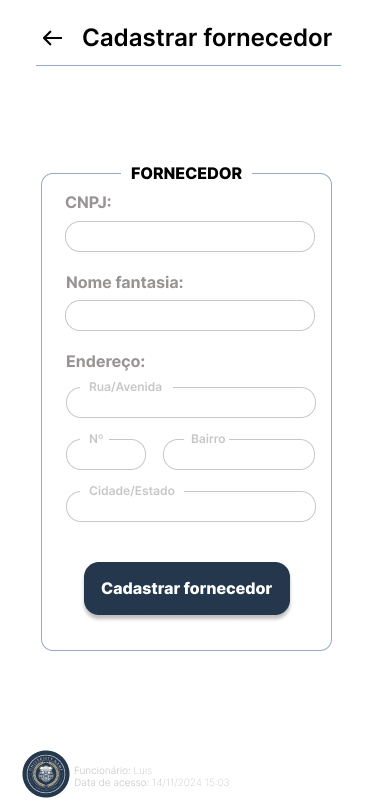 Cadastrar fornecedor
FORNECEDOR
CNPJ:
Nome fantasia:
Endereço:
Rua/Avenida
Nº
Bairro
Cidade/Estado
Cadastrar fornecedor
Funcionário: Luis
Data de acesso: 14/11/2024 15:03